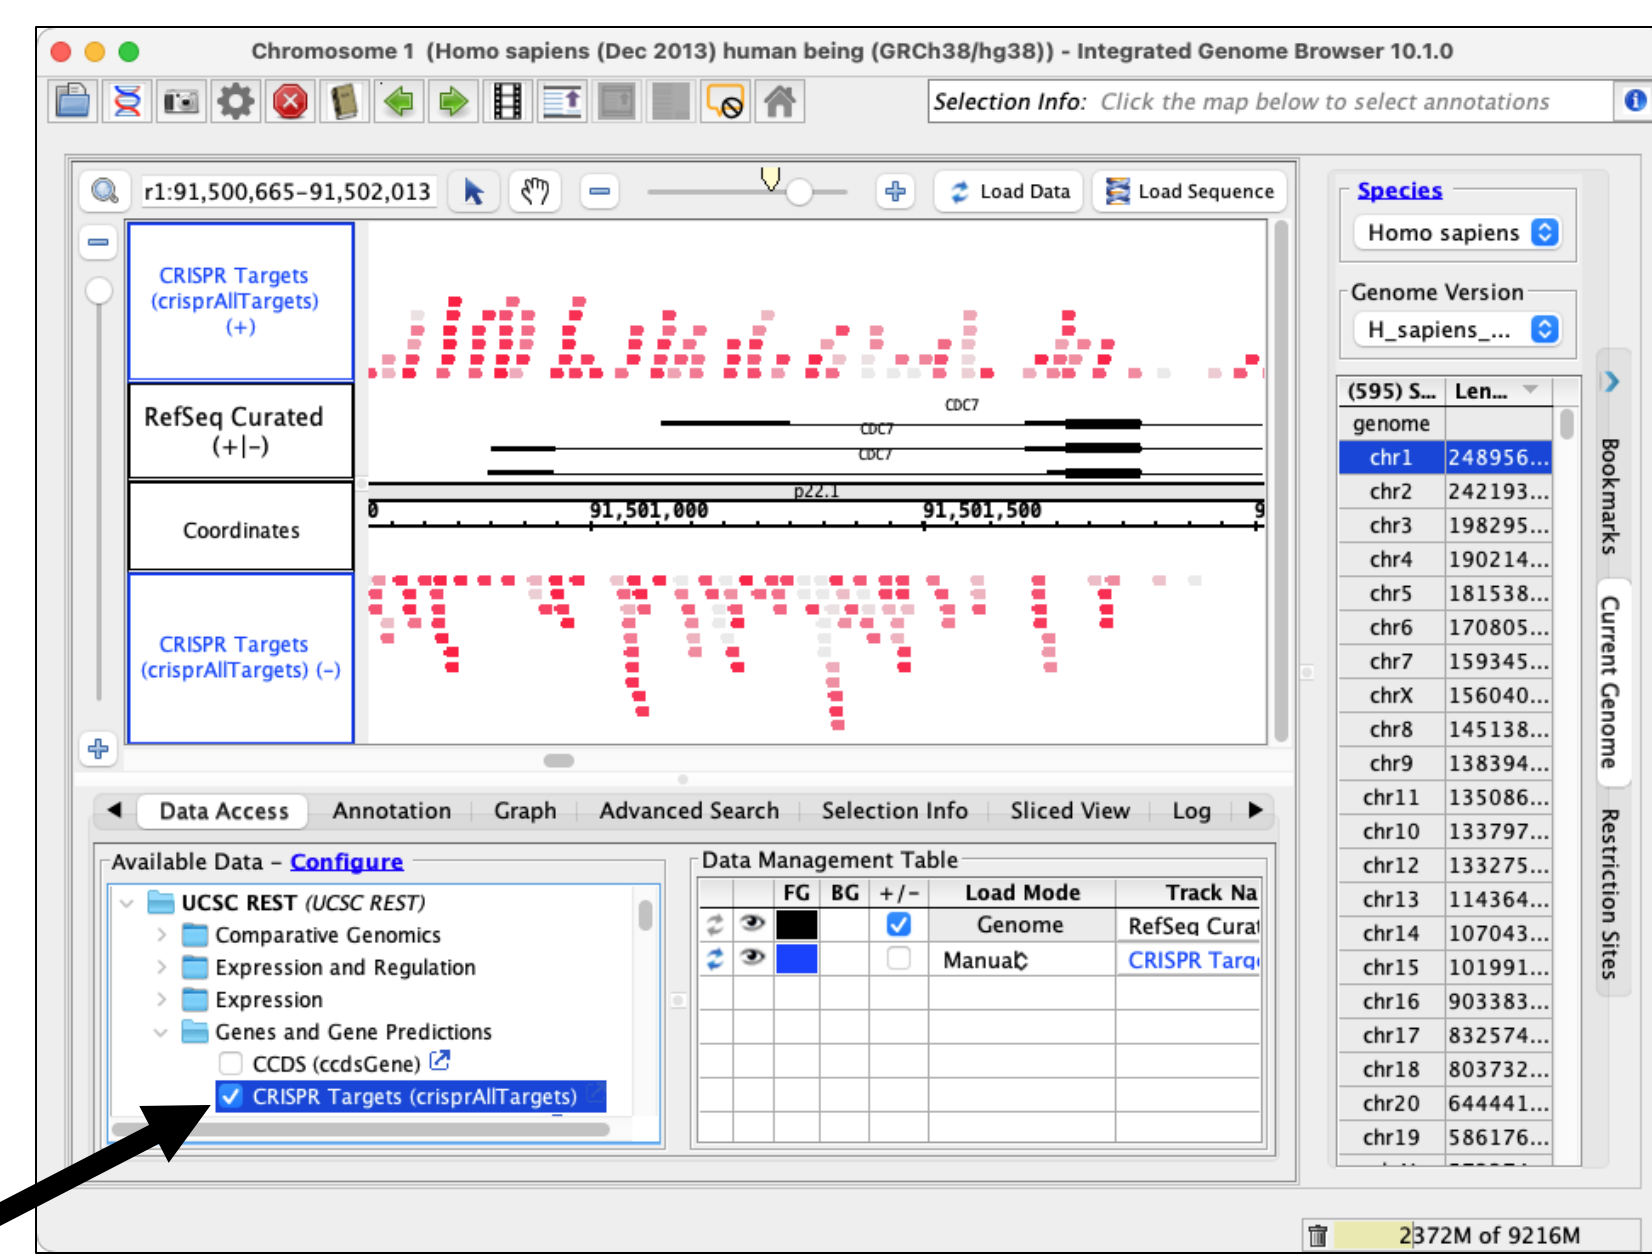 Chromosome 1 (Homo sapiens (Dec 2013) human being (GRCh38/hg38)) - Integrated Genome Browser 10.1.0
Selection Info: Click the map below to select annotations
r1:91,500,665-91,502,013
Load Data
Load Sequence
CRISPR Targets
(crisprAllTargets)
(+)
RefSeq Curated
(+|-)
Coordinates
CRISPR Targets
(crisprAllTargets) (-)
CDC7
CDC7
CDC7
p22.1
0 91,501,000 91,501,500 9
Data Access Annotation Graph Advanced Search Selection Info Sliced View Log
Available Data - Configure
UCSC REST (UCSC REST)
Comparative Genomics
Expression and Regulation
Expression
Genes and Gene Predictions
CCDS (ccdsGene)
CRISPR Targets (crisprAllTargets)
Data Management Table
FG BG +/- Load Mode Track Na
Genome RefSeq Curat
Manual CRISPR Targe
Species
Homo sapiens
Genome Version
H_sapiens_...
(595) S... Len...
genome
chr1 248956...
chr2 242193...
chr3 198295...
chr4 190214...
chr5 181538...
chr6 170805...
chr7 159345...
chrX 156040...
chr8 145138...
chr9 138394...
chr11 135086...
chr10 133797...
chr12 133275...
chr13 114364...
chr14 107043...
chr15 101991...
chr16 903383...
chr17 832574...
chr18 803732...
chr20 644441...
chr19 586176...
Bookmarks
Current Genome
Restriction Sites
2372M of 9216M